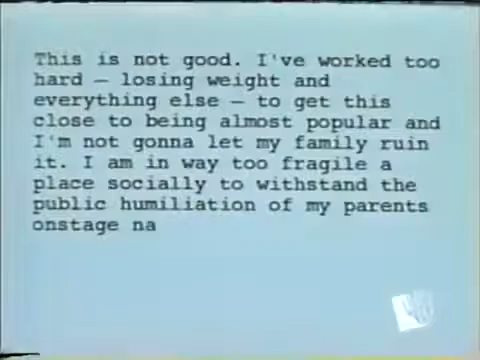 This is not good. I've worked too
hard — losing weight and
everything else — to get this
close to being almost popular and
I'm not gonna let my family ruin
it. I am in way too fragile a
place socially to withstand the
public humiliation of my parents
onstage na